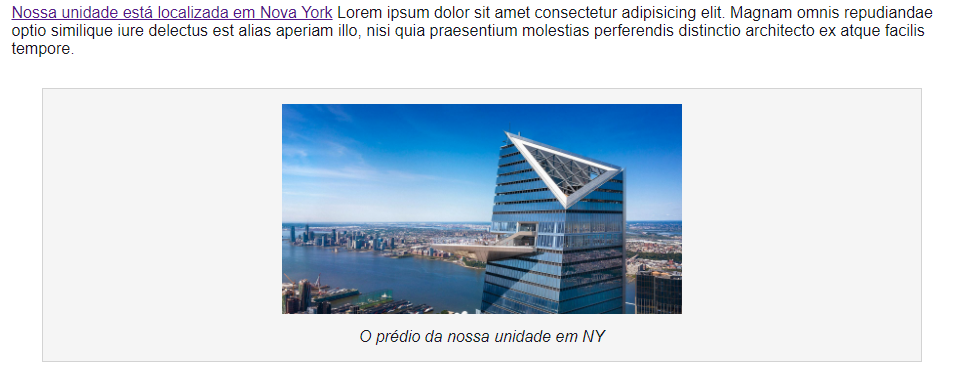 Nossa unidade está localizada em Nova York Lorem ipsum dolor sit amet consectetur adipisicing elit. Magnam omnis repudiandae
optio similique iure delectus est alias aperiam illo, nisi quia praesentium molestias perferendis distinctio architecto ex atque facilis
tempore.
O prédio da nossa unidade em NY